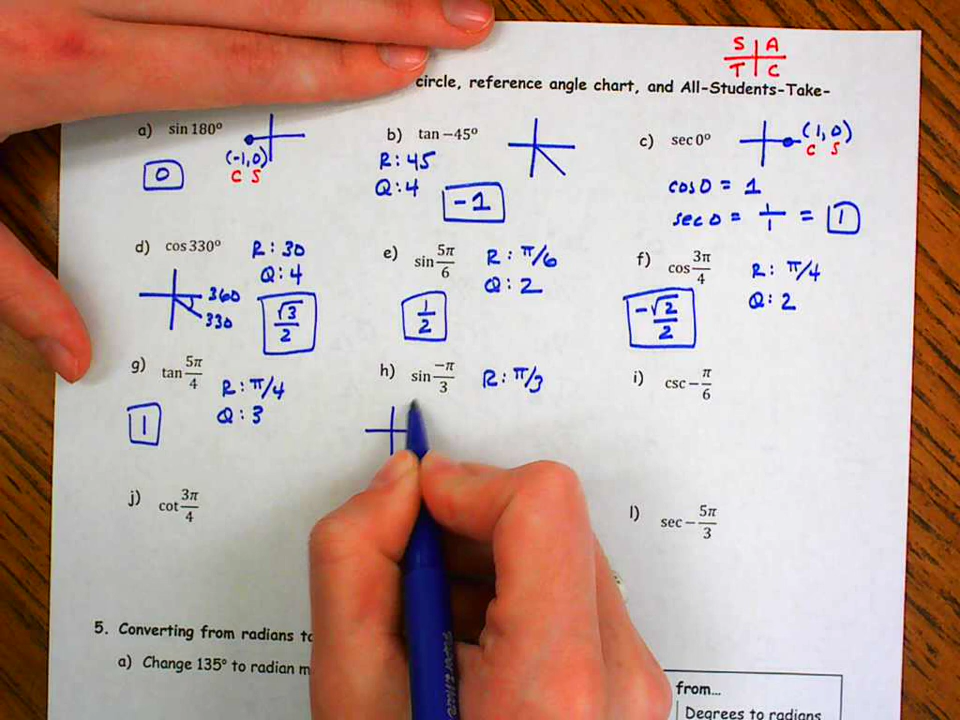 S A
T C
circle, reference angle chart, and All-Students-Take-
a) sin 180°
(-1, 0)
C S
0
b) tan −45°
R: 45
Q: 4
-1
c) sec 0°
(1, 0)
C S
cos 0 = 1
sec 0 = 1/1 = 1
d) cos 330°
R: 30
Q: 4
360
330
√3/2
e) sin 5π/6
R: π/6
Q: 2
1/2
f) cos 3π/4
R: π/4
Q: 2
-√2/2
g) tan 5π/4
R: π/4
Q: 3
1
h) sin −π/3
R: π/3
i) csc − π/6
j) cot 3π/4
l) sec − 5π/3
5. Converting from radians to
a) Change 135° to radian m
from...
Degrees to radians